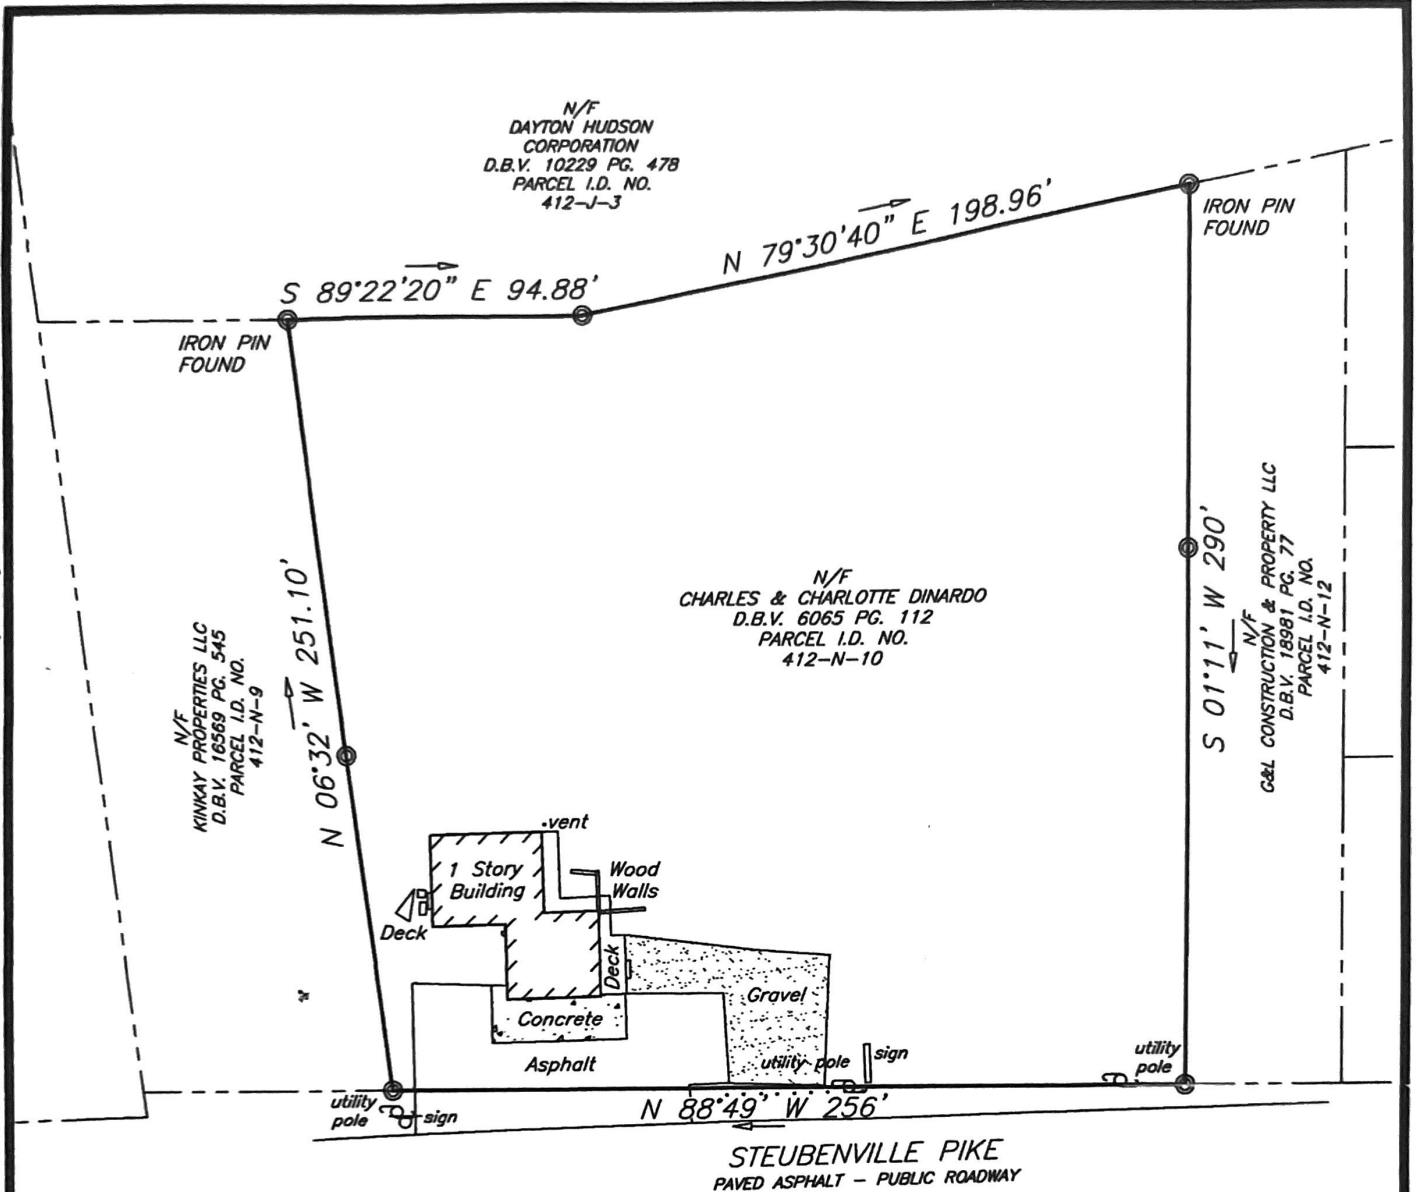 N/F
DAYTON HUDSON
CORPORATION
D.B.V. 10229 PG. 478
PARCEL I.D. NO.
412-J-3
N 79°30'40" E 198.96'
IRON PIN
FOUND
S 89°22'20" E 94.88'
IRON PIN
FOUND
N 06°32' W 251.10'
N/F
KINKAY PROPERTIES LLC
D.B.V. 16569 PG. 545
PARCEL I.D. NO.
412-N-9
N/F
CHARLES & CHARLOTTE DINARDO
D.B.V. 6065 PG. 112
PARCEL I.D. NO.
412-N-10
S 01°11' W 290'
N/F
G&L CONSTRUCTION & PROPERTY LLC
D.B.V. 18981 PG. 77
PARCEL I.D. NO.
412-N-12
vent
1 Story
Building
Wood
Walls
Deck
Deck
Gravel
Concrete
Asphalt
utility pole
sign
utility
pole
utility
pole
sign
N 88°49' W 256'
STEUBENVILLE PIKE
PAVED ASPHALT - PUBLIC ROADWAY